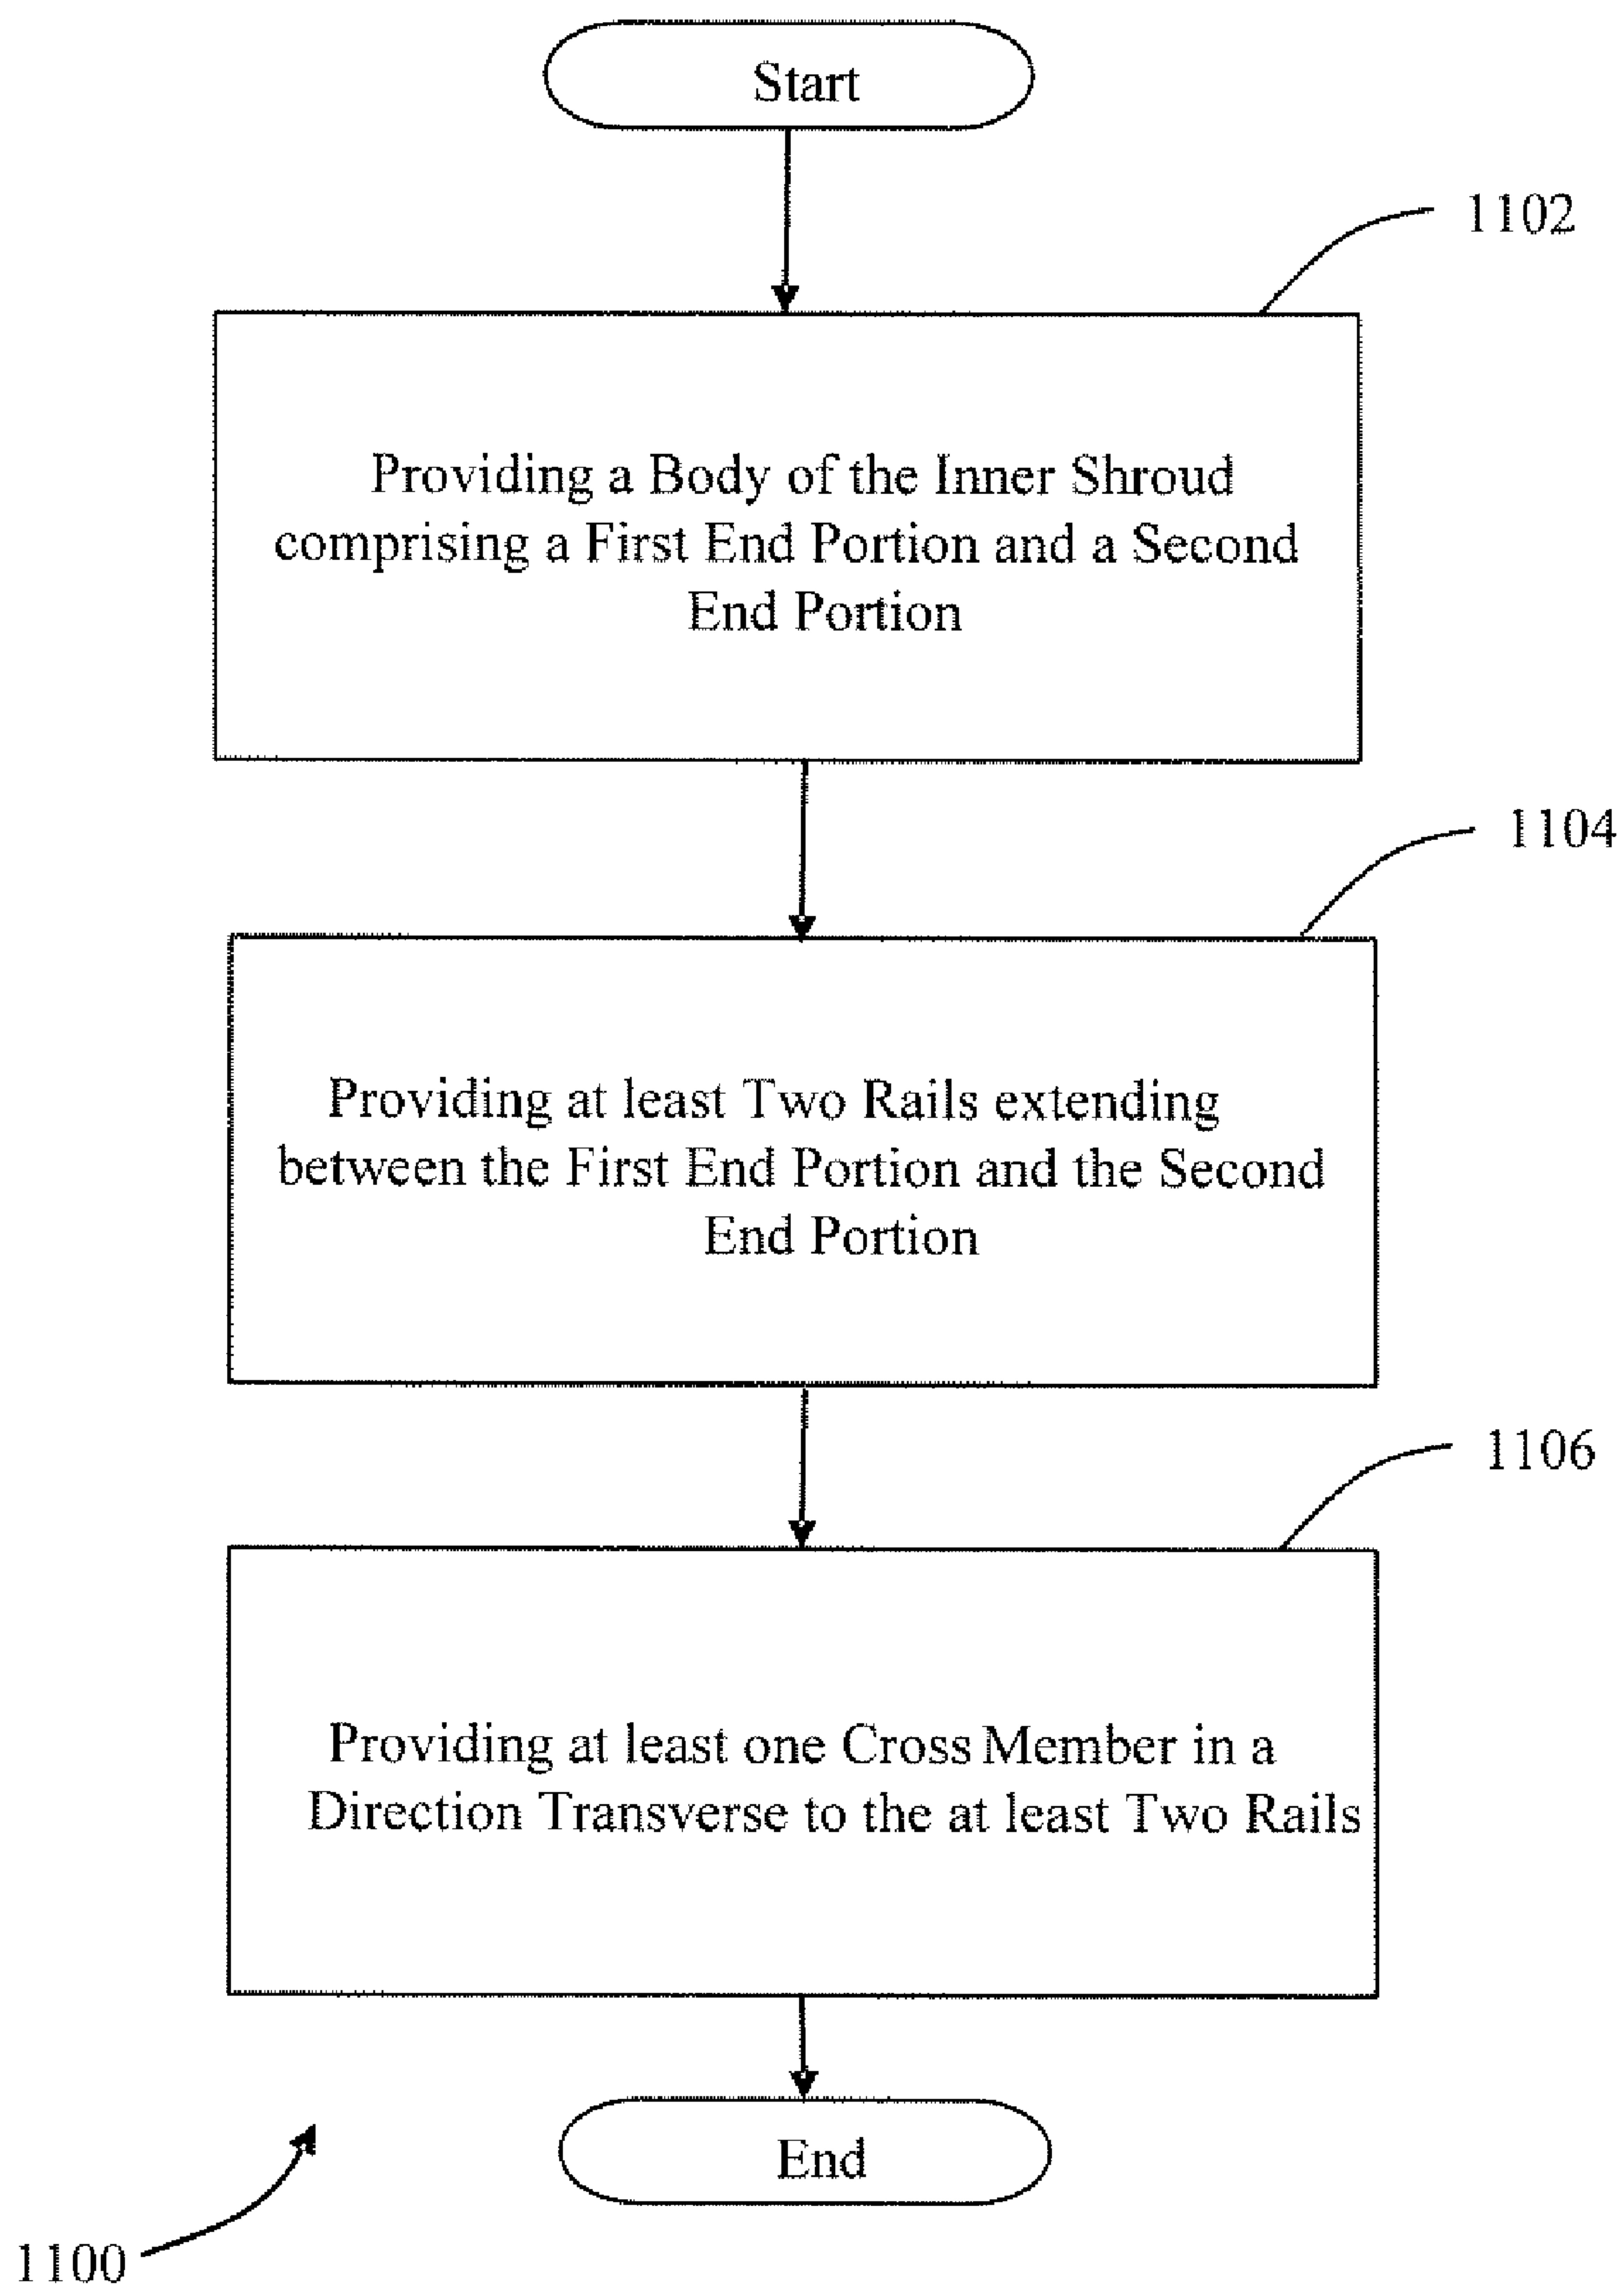 Start
1102
Providing a Body of the Inner Shroud
comprising a First End Portion and a Second
End Portion
1104
Providing at least Two Rails extending
between the First End Portion and the Second
End Portion
1106
Providing at least one Cross Member in a
Direction Transverse to the at least Two Rails
End
1100